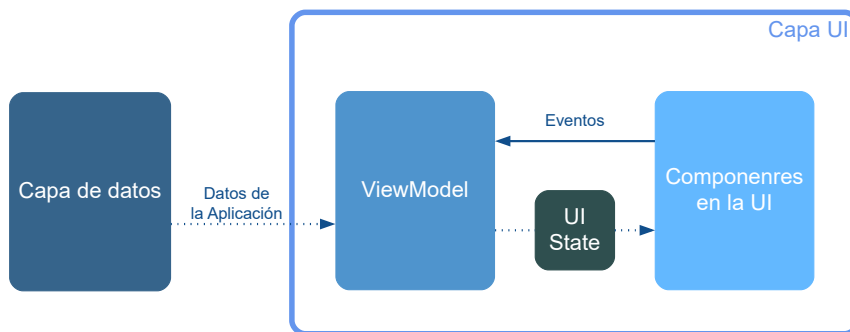 Capa UI
Capa de datos
Datos de
la Aplicación
ViewModel
Eventos
UI
State
Componenres
en la UI